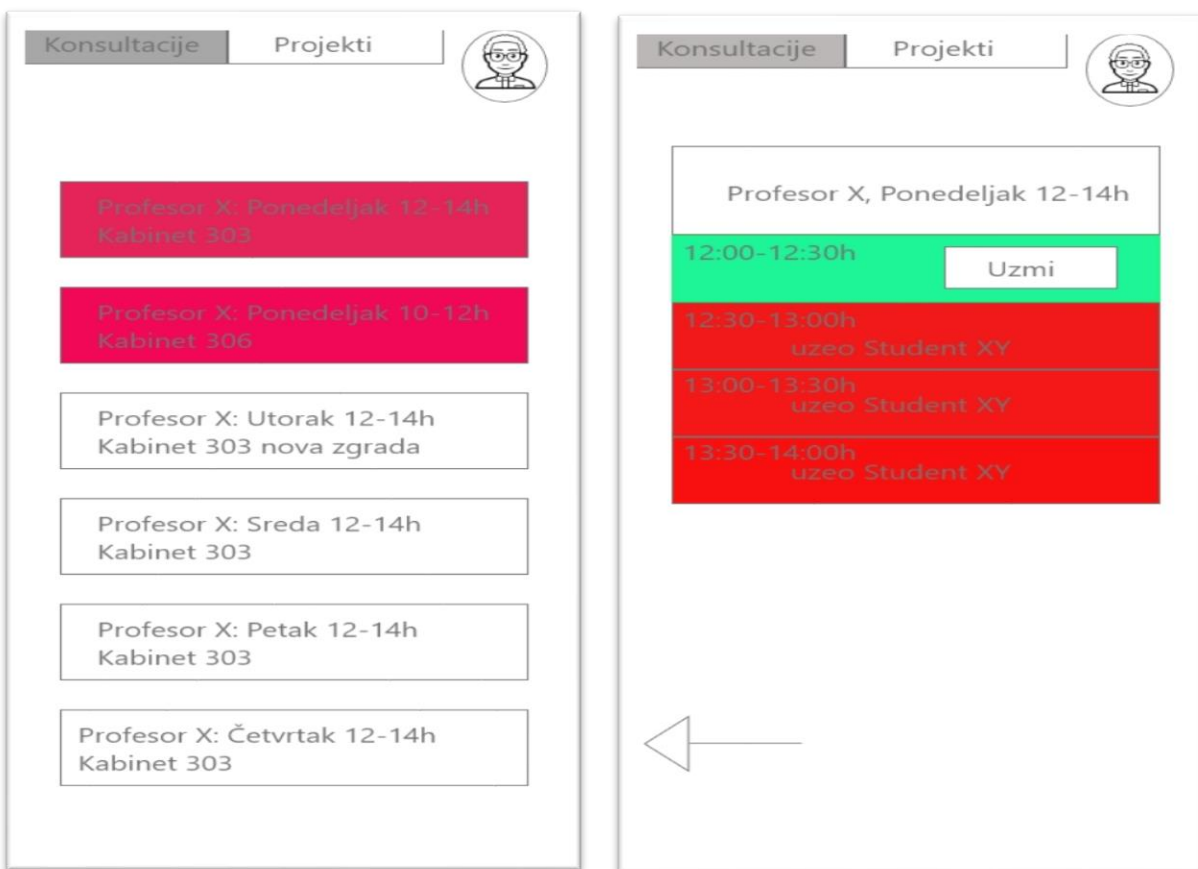 Konsultacije
Projekti
Profesor X: Ponedeljak 12-14h
Kabinet 303
Profesor X: Ponedeljak 10-12h
Kabinet 306
Profesor X: Utorak 12-14h
Kabinet 303 nova zgrada
Profesor X: Sreda 12-14h
Kabinet 303
Profesor X: Petak 12-14h
Kabinet 303
Profesor X: Četvrtak 12-14h
Kabinet 303
Konsultacije
Projekti
Profesor X, Ponedeljak 12-14h
12:00-12:30h
Uzmi
12:30-13:00h
uzeo Student XY
13:00-13:30h
uzeo Student XY
13:30-14:00h
uzeo Student XY